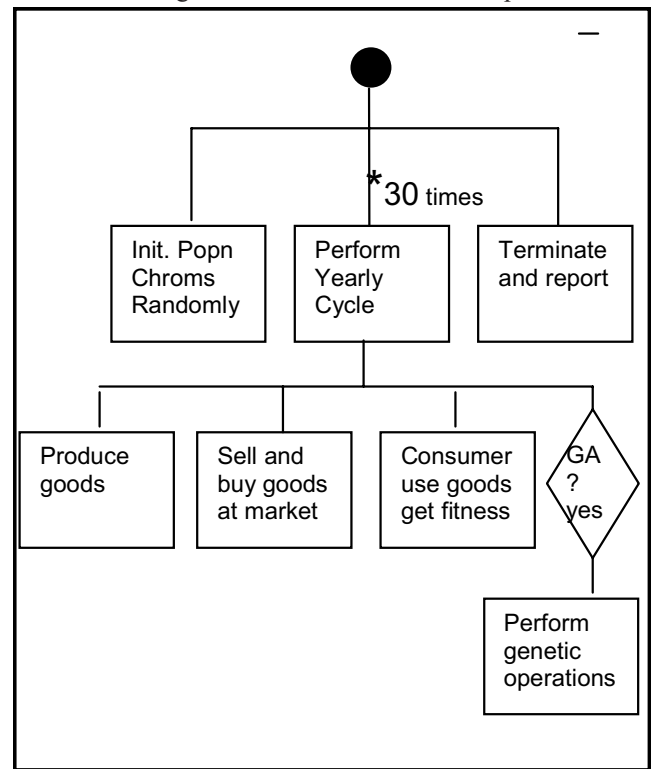 *30 times
Init. Popn
Chroms
Randomly
Perform
Yearly
Cycle
Terminate
and report
Produce
goods
Sell and
buy goods
at market
Consumer
use goods
get fitness
GA
?
yes
Perform
genetic
operations